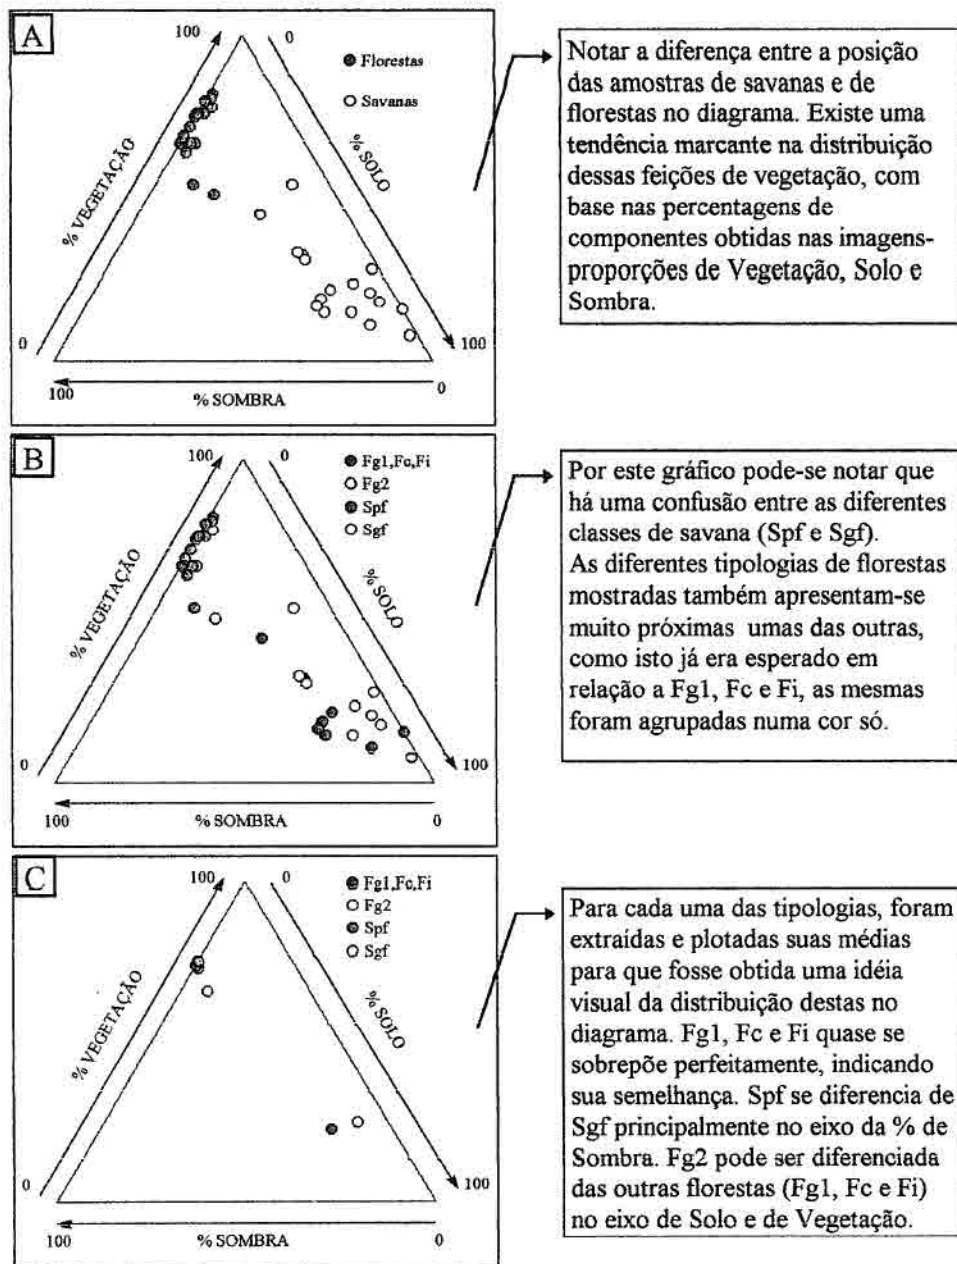 A
100
0
Florestas
Savanas
% VEGETAÇÃO
% SOLO
0
100
100
% SOMBRA
0
Notar a diferença entre a posição
das amostras de savanas e de
florestas no diagrama. Existe uma
tendência marcante na distribuição
dessas feições de vegetação, com
base nas percentagens de
componentes obtidas nas imagens-
proporções de Vegetação, Solo e
Sombra.
B
100
0
Fg1,Fc,Fi
Fg2
Spf
Sgf
% VEGETAÇÃO
% SOLO
0
100
100
% SOMBRA
0
Por este gráfico pode-se notar que
há uma confusão entre as diferentes
classes de savana (Spf e Sgf).
As diferentes tipologias de florestas
mostradas também apresentam-se
muito próximas umas das outras,
como isto já era esperado em
relação a Fg1, Fc e Fi, as mesmas
foram agrupadas numa cor só.
C
100
0
Fg1,Fc,Fi
Fg2
Spf
Sgf
% VEGETAÇÃO
% SOLO
0
100
100
% SOMBRA
0
Para cada uma das tipologias, foram
extraídas e plotadas suas médias
para que fosse obtida uma idéia
visual da distribuição destas no
diagrama. Fg1, Fc e Fi quase se
sobrepõe perfeitamente, indicando
sua semelhança. Spf se diferencia de
Sgf principalmente no eixo da % de
Sombra. Fg2 pode ser diferenciada
das outras florestas (Fg1, Fc e Fi)
no eixo de Solo e de Vegetação.